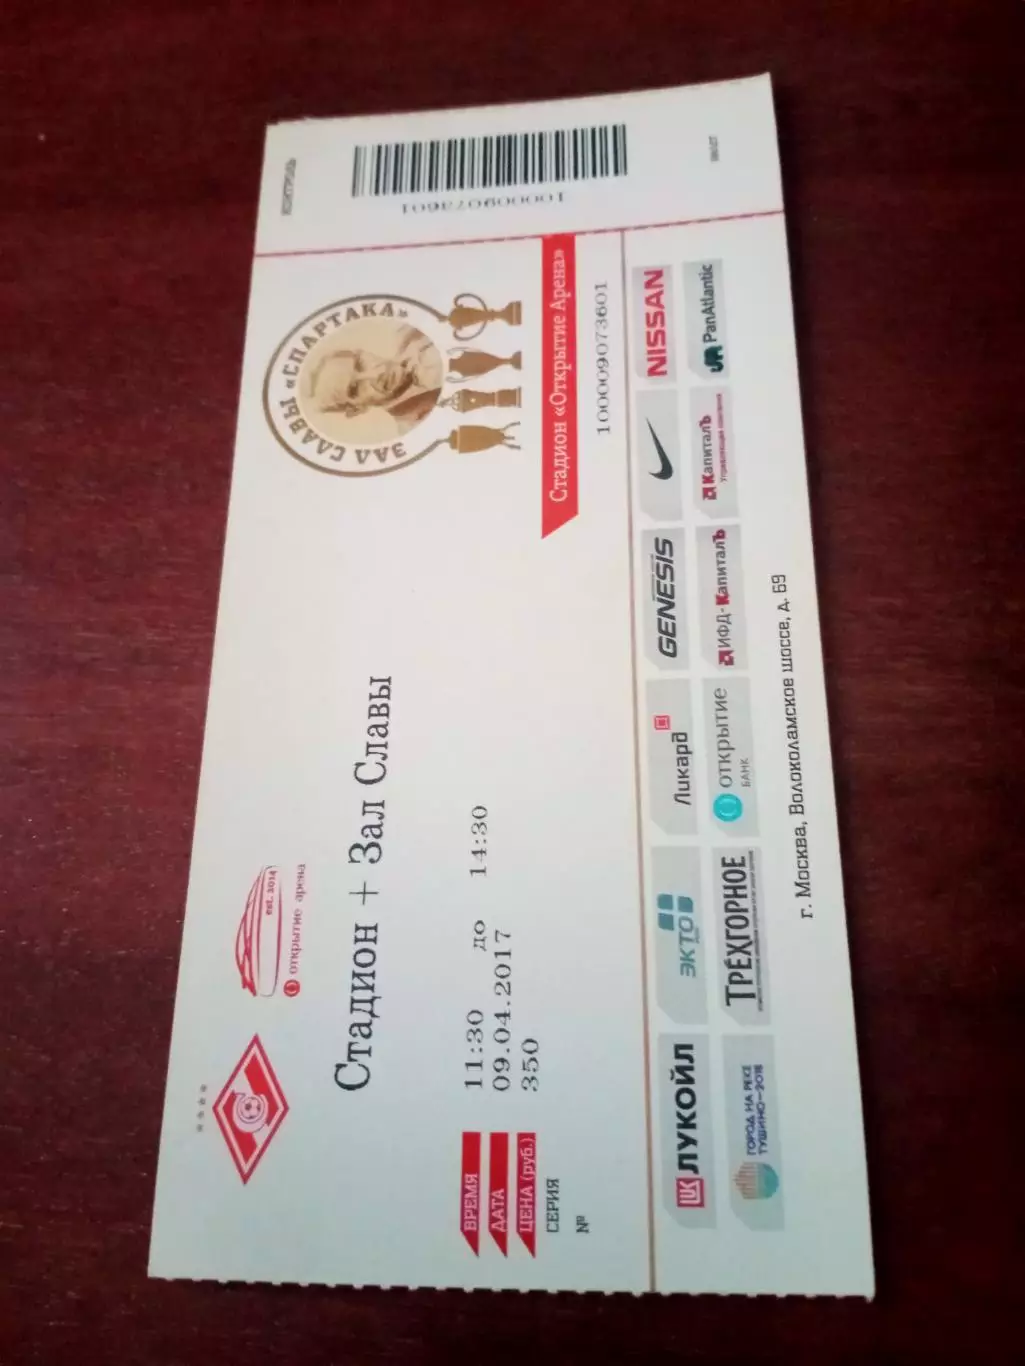 КОНТРОЛЬ
100009073601
ЗАЛ СЛАВЫ «СПАРТАКА»
Стадион «Открытие Арена»
100009073601
est. 2014
открытие арена
Стадион + Зал Славы
ВРЕМЯ 11:30 до 14:30
ДАТА 09.04.2017
ЦЕНА (руб.) 350
СЕРИЯ
№
ЛУКОЙЛ ЭКТО Ликард GENESIS NISSAN
ГОРОД НА РЕКЕ
ТУШИНО-2018
ТРЁХГОРНОЕ
ОТКРЫТИЕ
БАНК
ИФД-КапиталЪ
КапиталЪ
Управляющая компания
PanAtlantic
г. Москва, Волоколамское шоссе, д. 69